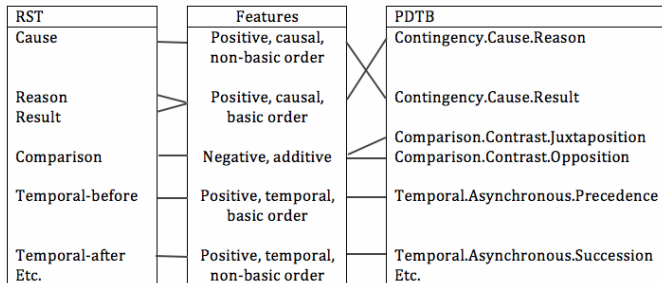 RST
Features
PDTB
Cause
Positive, causal,
non-basic order
Contingency.Cause.Reason
Reason
Result
Positive, causal,
basic order
Contingency.Cause.Result
Comparison
Negative, additive
Comparison.Contrast.Juxtaposition
Comparison.Contrast.Opposition
Temporal-before
Positive, temporal,
basic order
Temporal.Asynchronous.Precedence
Temporal-after
Etc.
Positive, temporal,
non-basic order
Temporal.Asynchronous.Succession
Etc.